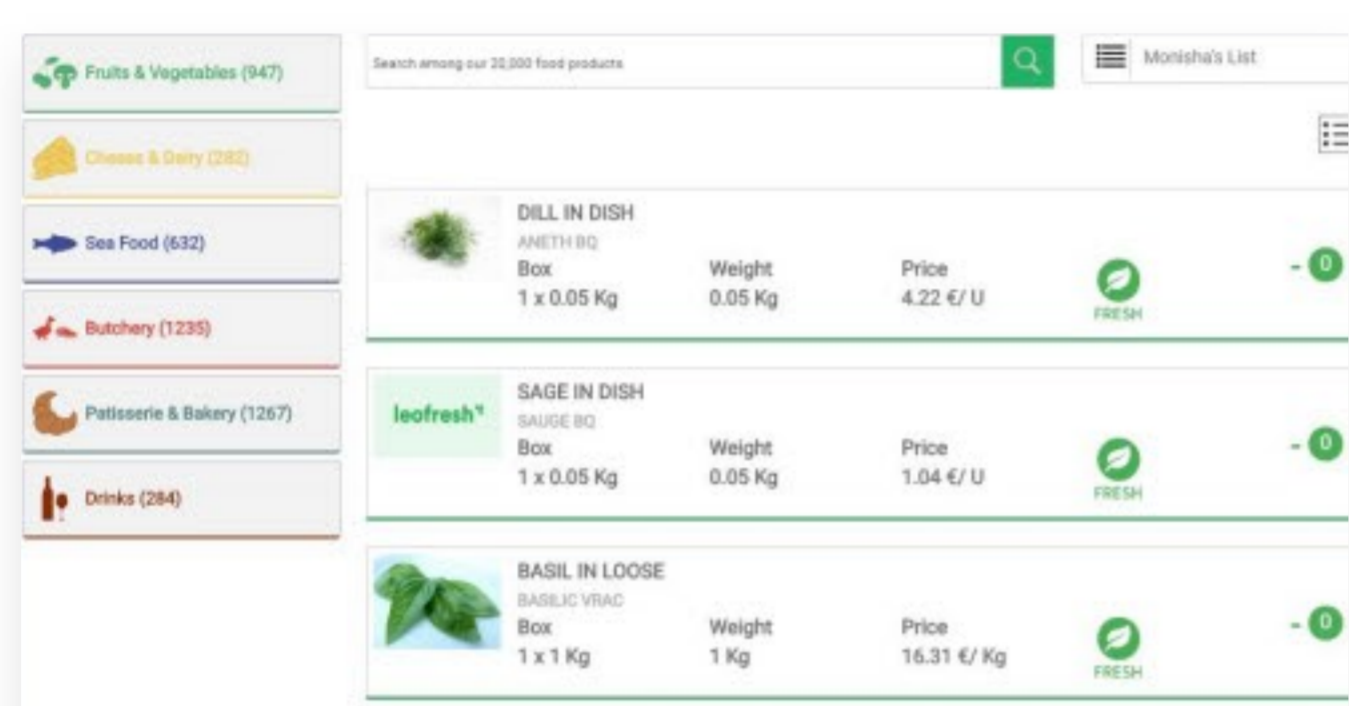 Fruits & Vegetables (947)
Cheese & Dairy (282)
Sea Food (632)
Butchery (1235)
Patisserie & Bakery (1267)
Drinks (284)
Search among our 20,000 food products
Monisha's List
DILL IN DISH
ANETH BQ
Box Weight Price
1 x 0.05 Kg 0.05 Kg 4.22 €/ U
FRESH
- 0
leofresh
SAGE IN DISH
SAUGE BQ
Box Weight Price
1 x 0.05 Kg 0.05 Kg 1.04 €/ U
FRESH
- 0
BASIL IN LOOSE
BASILIC VRAC
Box Weight Price
1 x 1 Kg 1 Kg 16.31 €/ Kg
FRESH
- 0